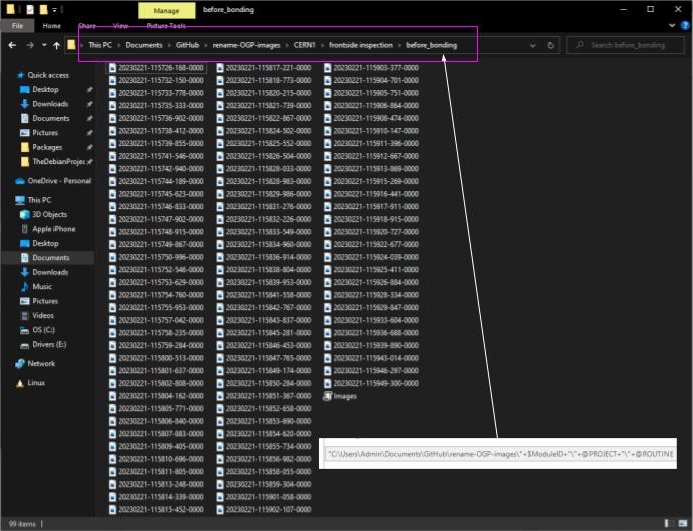 Manage
before_bonding
File
Home
Share
View
Picture Tools
This PC > Documents > GitHub > rename-OGP-images > CERN1 > frontside inspection > before_bonding
Search before_bonding
Quick access
Desktop
Downloads
Documents
Pictures
Packages
TheDebianProjec
OneDrive - Personal
This PC
3D Objects
Apple iPhone
Desktop
Documents
Downloads
Music
Pictures
Videos
OS (C:)
Drivers (E:)
Network
Linux
20230221-115726-168-0000
20230221-115732-150-0000
20230221-115733-778-0000
20230221-115735-333-0000
20230221-115736-902-0000
20230221-115738-412-0000
20230221-115739-855-0000
20230221-115741-546-0000
20230221-115742-940-0000
20230221-115744-189-0000
20230221-115745-623-0000
20230221-115746-833-0000
20230221-115747-902-0000
20230221-115748-915-0000
20230221-115749-867-0000
20230221-115750-996-0000
20230221-115752-546-0000
20230221-115753-629-0000
20230221-115754-760-0000
20230221-115755-953-0000
20230221-115757-042-0000
20230221-115758-235-0000
20230221-115759-284-0000
20230221-115800-513-0000
20230221-115801-637-0000
20230221-115802-808-0000
20230221-115804-162-0000
20230221-115805-771-0000
20230221-115806-840-0000
20230221-115807-883-0000
20230221-115809-405-0000
20230221-115810-696-0000
20230221-115811-805-0000
20230221-115813-248-0000
20230221-115814-339-0000
20230221-115815-452-0000
20230221-115817-221-0000
20230221-115818-773-0000
20230221-115820-215-0000
20230221-115821-739-0000
20230221-115822-867-0000
20230221-115824-502-0000
20230221-115825-552-0000
20230221-115826-504-0000
20230221-115828-033-0000
20230221-115828-983-0000
20230221-115829-986-0000
20230221-115831-276-0000
20230221-115832-226-0000
20230221-115833-549-0000
20230221-115834-960-0000
20230221-115836-914-0000
20230221-115838-804-0000
20230221-115839-953-0000
20230221-115841-558-0000
20230221-115842-767-0000
20230221-115843-837-0000
20230221-115845-281-0000
20230221-115846-453-0000
20230221-115847-765-0000
20230221-115849-174-0000
20230221-115850-284-0000
20230221-115851-367-0000
20230221-115852-658-0000
20230221-115853-690-0000
20230221-115854-620-0000
20230221-115855-734-0000
20230221-115856-982-0000
20230221-115858-055-0000
20230221-115859-304-0000
20230221-115901-058-0000
20230221-115902-107-0000
20230221-115903-377-0000
20230221-115904-701-0000
20230221-115905-751-0000
20230221-115906-864-0000
20230221-115908-474-0000
20230221-115910-147-0000
20230221-115911-396-0000
20230221-115912-667-0000
20230221-115913-869-0000
20230221-115915-269-0000
20230221-115916-441-0000
20230221-115917-911-0000
20230221-115918-915-0000
20230221-115920-727-0000
20230221-115922-677-0000
20230221-115924-039-0000
20230221-115925-411-0000
20230221-115926-884-0000
20230221-115928-334-0000
20230221-115929-847-0000
20230221-115933-604-0000
20230221-115936-688-0000
20230221-115939-890-0000
20230221-115943-014-0000
20230221-115946-297-0000
20230221-115949-300-0000
Images
"C:\Users\Admin\Documents\GitHub\rename-OGP-images\"+$ModuleID+"\"+@PROJECT+"\"+@ROUTINE
99 items